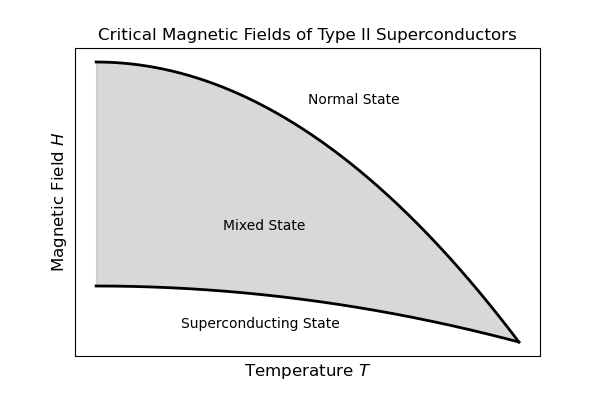 Critical Magnetic Fields of Type II Superconductors
Normal State
Magnetic Field H
Mixed State
Superconducting State
Temperature T